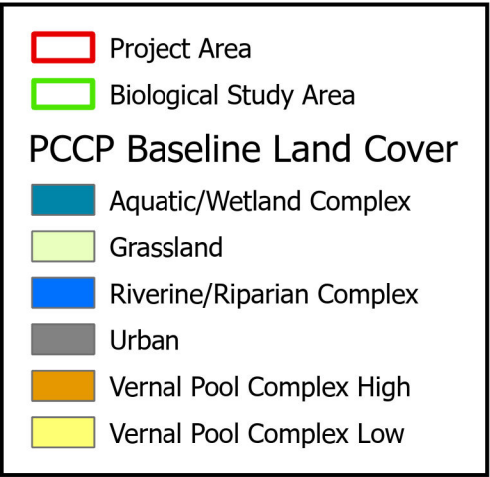 Project Area
Biological Study Area
PCCP Baseline Land Cover
Aquatic/Wetland Complex
Grassland
Riverine/Riparian Complex
Urban
Vernal Pool Complex High
Vernal Pool Complex Low